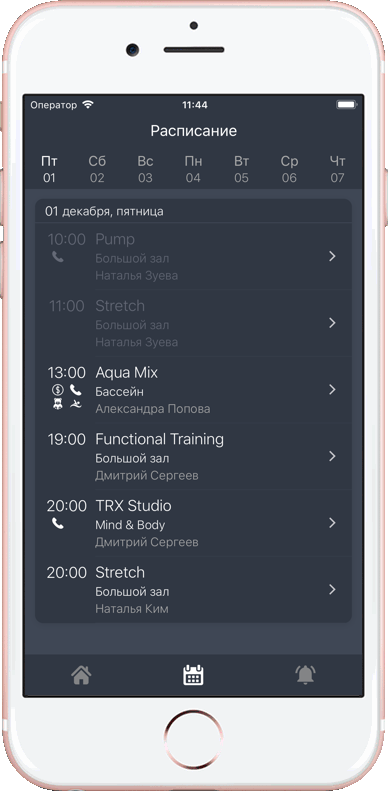 Оператор 11:44
Расписание
Пт Сб Вс Пн Вт Ср Чт
01 02 03 04 05 06 07
01 декабря, пятница
10:00 Pump
Большой зал
Наталья Зуева
11:00 Stretch
Большой зал
Наталья Зуева
13:00 Aqua Mix
Бассейн
Александра Попова
19:00 Functional Training
Большой зал
Дмитрий Сергеев
20:00 TRX Studio
Mind & Body
Дмитрий Сергеев
20:00 Stretch
Большой зал
Наталья Ким